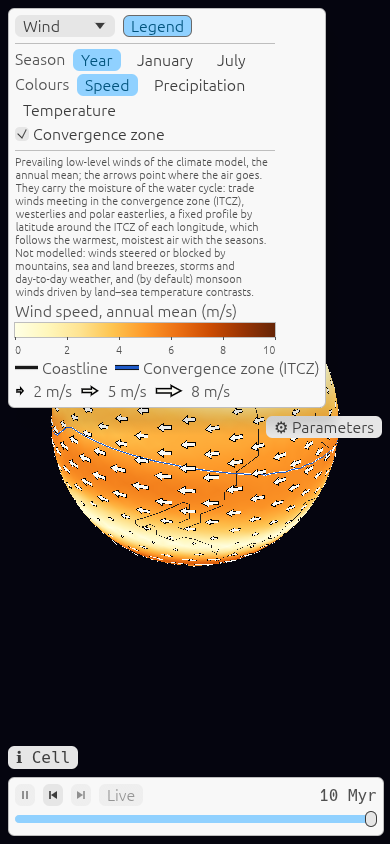 Wind Legend
Season Year January July
Colours Speed Precipitation
Temperature
Convergence zone
Prevailing low-level winds of the climate model, the
annual mean; the arrows point where the air goes.
They carry the moisture of the water cycle: trade
winds meeting in the convergence zone (ITCZ),
westerlies and polar easterlies, a fixed profile by
latitude around the ITCZ of each longitude, which
follows the warmest, moistest air with the seasons.
Not modelled: winds steered or blocked by
mountains, sea and land breezes, storms and
day-to-day weather, and (by default) monsoon
winds driven by land–sea temperature contrasts.
Wind speed, annual mean (m/s)
0 2 4 6 8 10
Coastline Convergence zone (ITCZ)
2 m/s 5 m/s 8 m/s
⚙ Parameters
ℹ Cell
Live 10 Myr